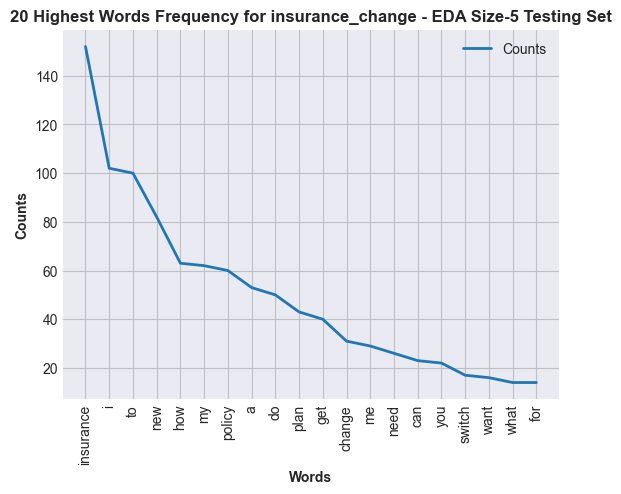 20 Highest Words Frequency for insurance_change - EDA Size-5 Testing Set
Counts
140
120
100
80
60
40
20
Counts
insurance
i
to
new
how
my
policy
a
do
plan
get
change
me
need
can
you
switch
want
what
for
Words